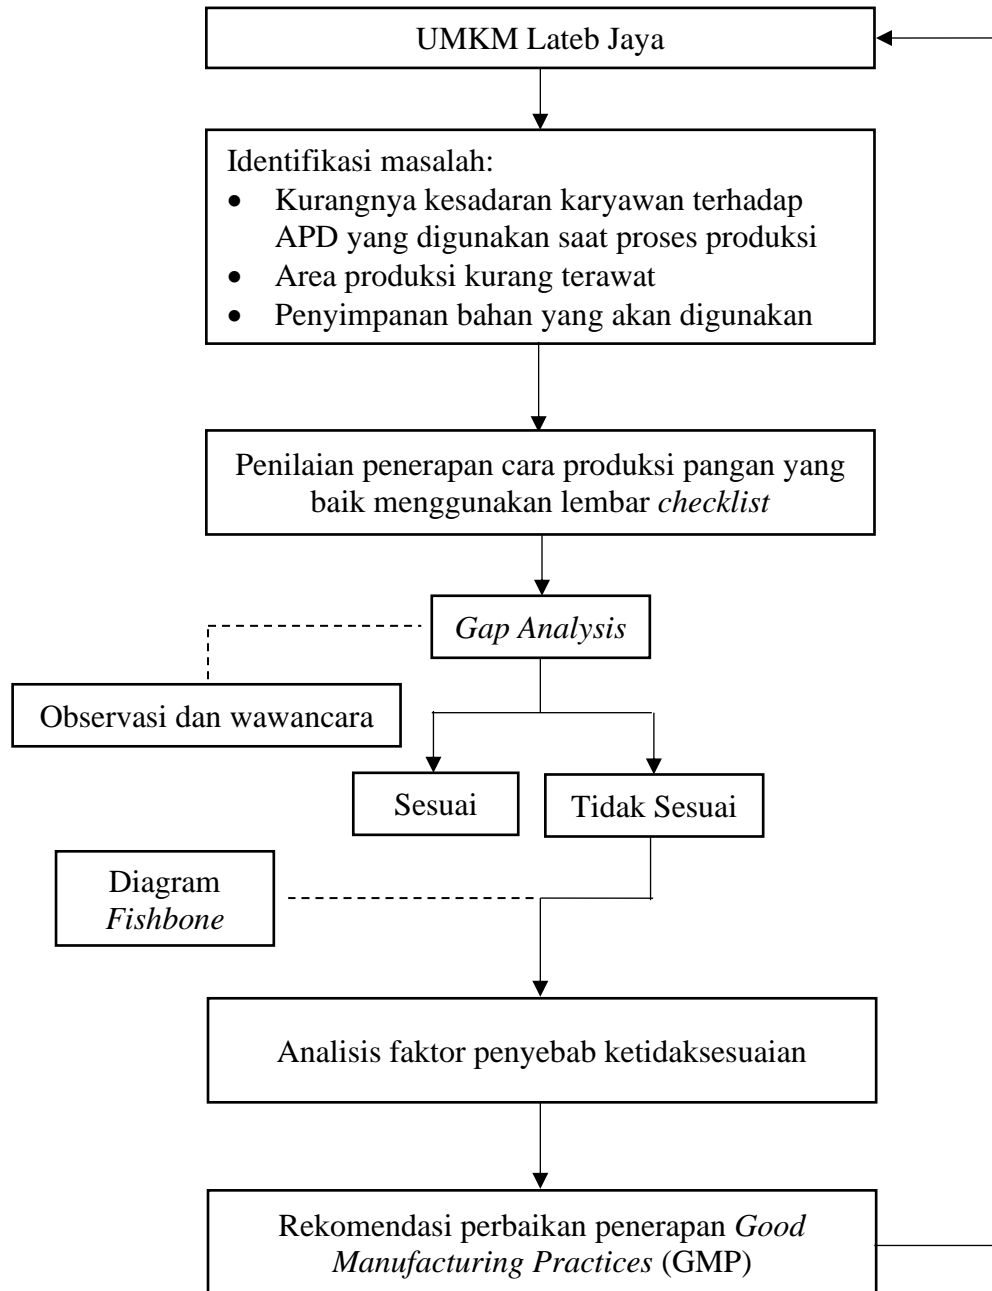 UMKM Lateb Jaya
Identifikasi masalah:
• Kurangnya kesadaran karyawan terhadap
APD yang digunakan saat proses produksi
• Area produksi kurang terawat
• Penyimpanan bahan yang akan digunakan
Penilaian penerapan cara produksi pangan yang
baik menggunakan lembar checklist
Gap Analysis
Observasi dan wawancara
Sesuai
Tidak Sesuai
Diagram
Fishbone
Analisis faktor penyebab ketidaksesuaian
Rekomendasi perbaikan penerapan Good
Manufacturing Practices (GMP)